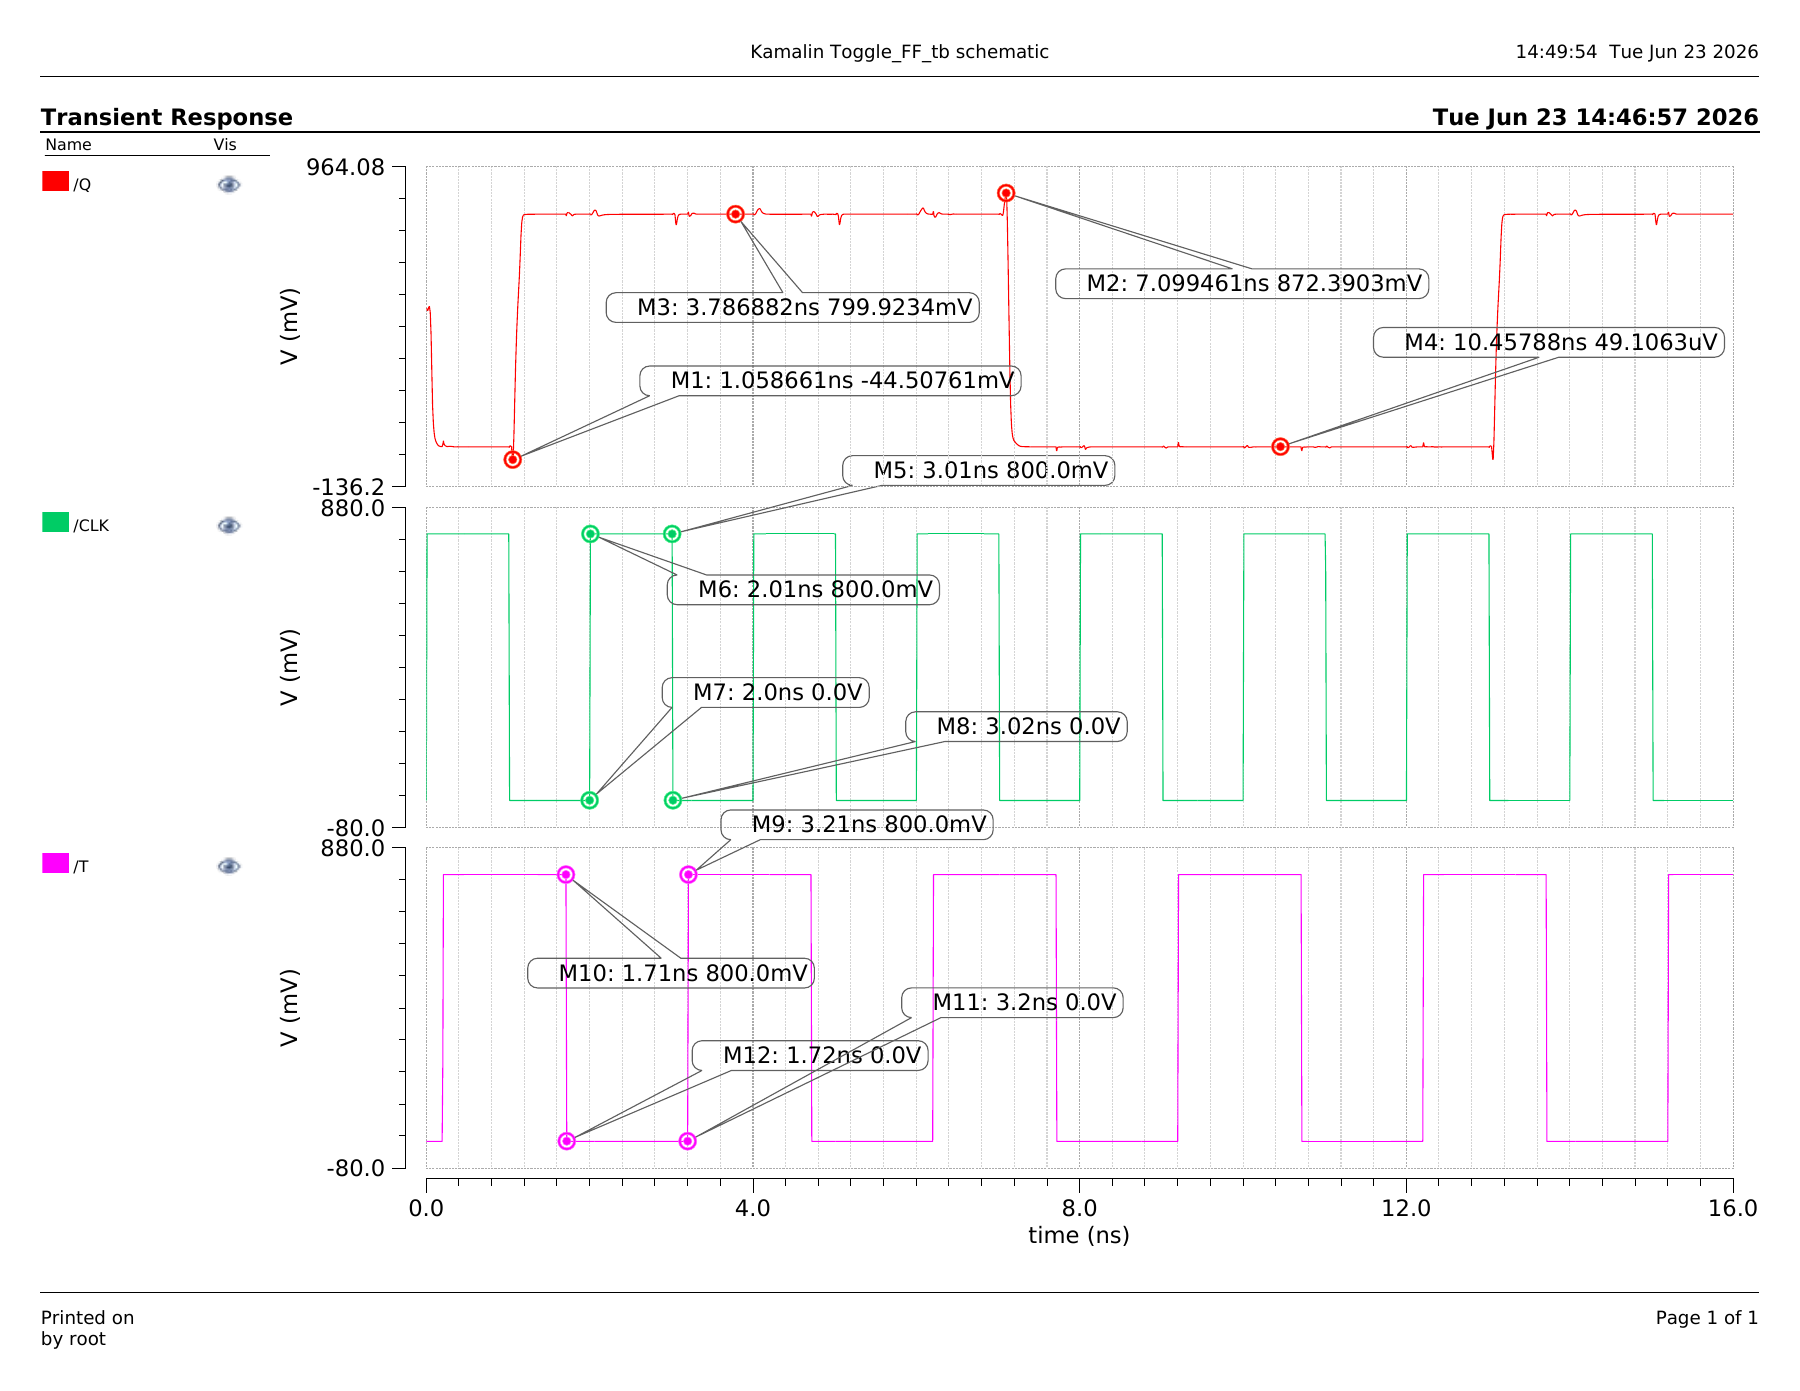 Kamalin Toggle_FF_tb schematic
14:49:54  Tue Jun 23 2026
Transient Response
Tue Jun 23 14:46:57 2026
Name
Vis
/Q
964.08
V (mV)
-136.2
M3: 3.786882ns 799.9234mV
M2: 7.099461ns 872.3903mV
M1: 1.058661ns -44.50761mV
M4: 10.45788ns 49.1063uV
/CLK
880.0
V (mV)
-80.0
M5: 3.01ns 800.0mV
M6: 2.01ns 800.0mV
M7: 2.0ns 0.0V
M8: 3.02ns 0.0V
/T
880.0
V (mV)
-80.0
M9: 3.21ns 800.0mV
M10: 1.71ns 800.0mV
M11: 3.2ns 0.0V
M12: 1.72ns 0.0V
0.0
4.0
8.0
12.0
16.0
time (ns)
Printed on
by root
Page 1 of 1